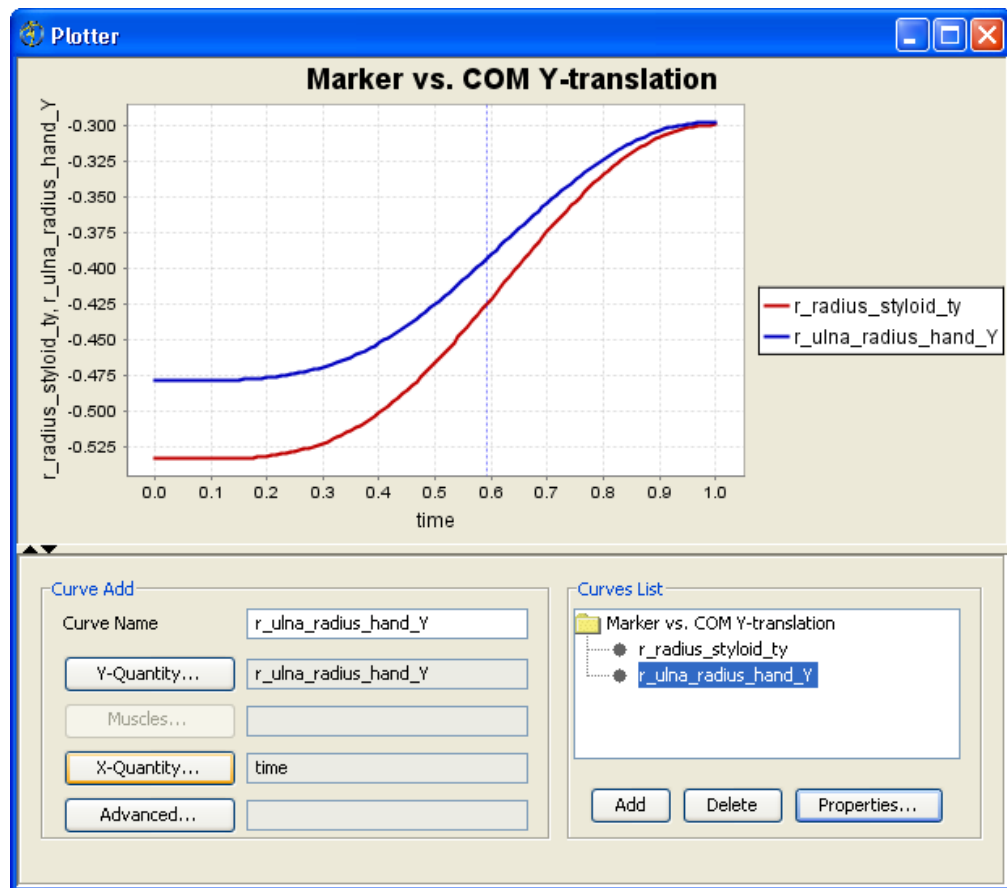 Plotter
Marker vs. COM Y-translation
r_radius_styloid_ty, r_ulna_radius_hand_Y
-0.300
-0.325
-0.350
-0.375
-0.400
-0.425
-0.450
-0.475
-0.500
-0.525
0.0 0.1 0.2 0.3 0.4 0.5 0.6 0.7 0.8 0.9 1.0
time
r_radius_styloid_ty
r_ulna_radius_hand_Y
Curve Add
Curve Name r_ulna_radius_hand_Y
Y-Quantity... r_ulna_radius_hand_Y
Muscles...
X-Quantity... time
Advanced...
Curves List
Marker vs. COM Y-translation
r_radius_styloid_ty
r_ulna_radius_hand_Y
Add Delete Properties...